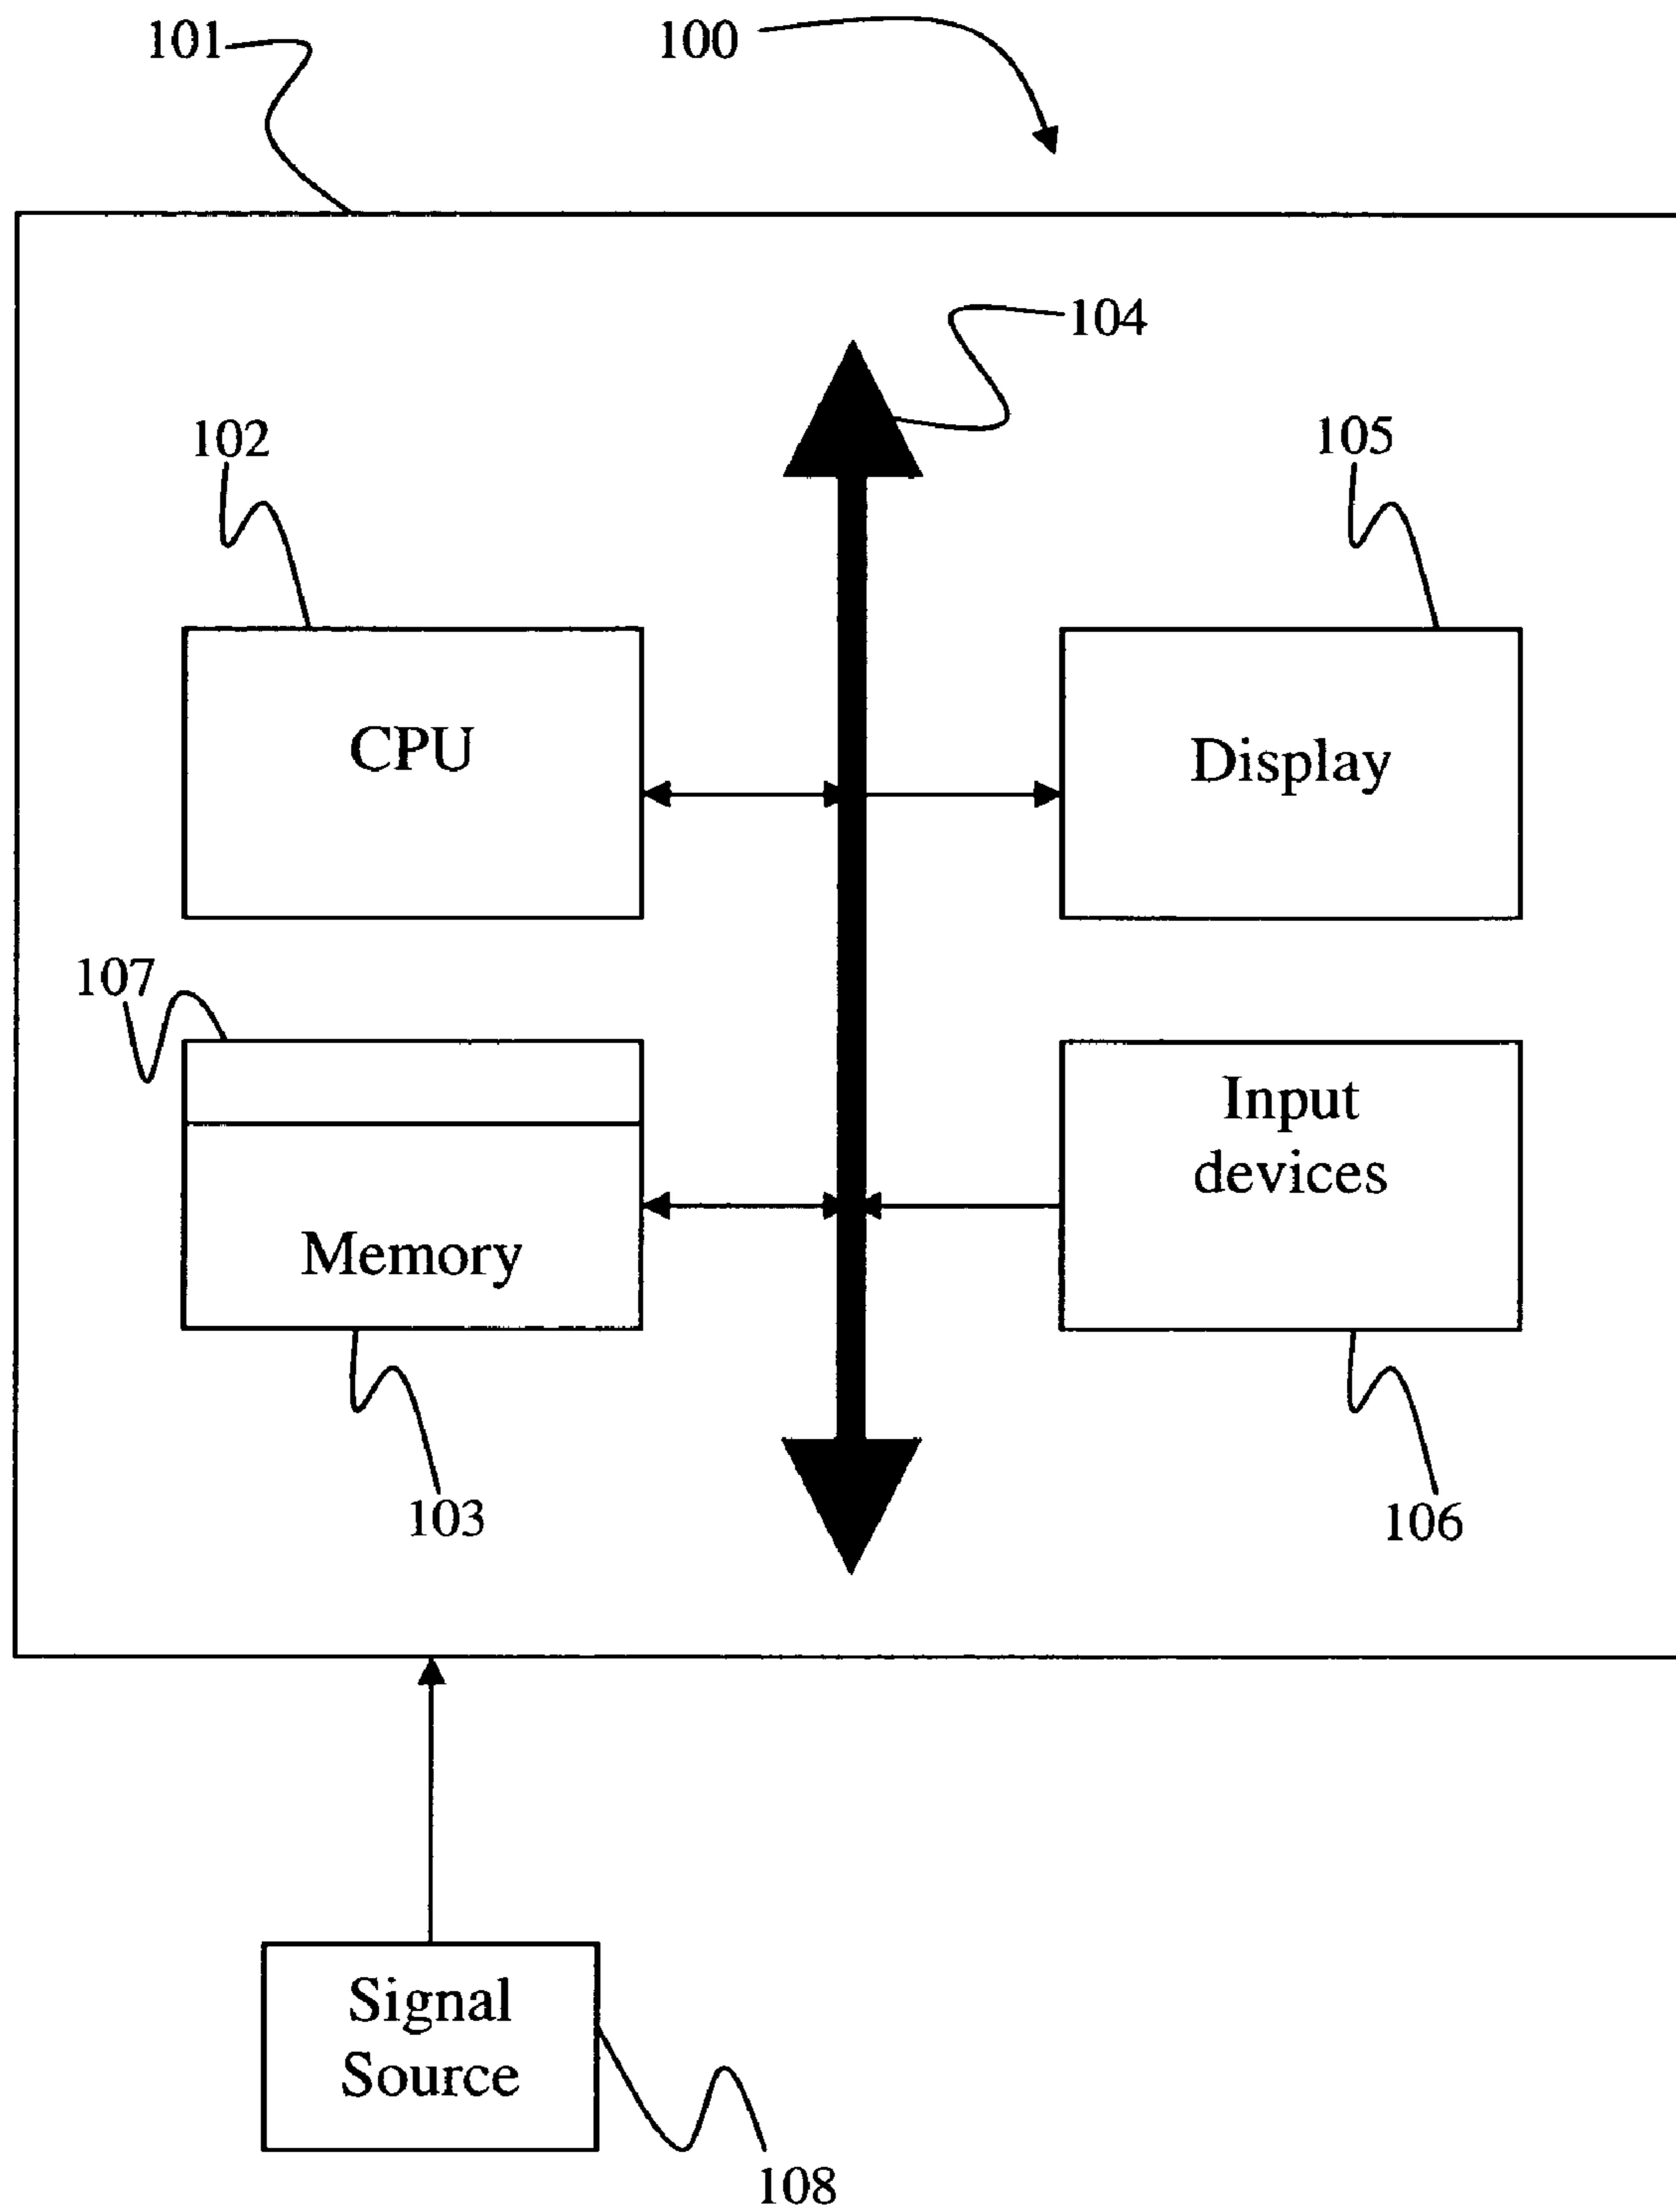 101
100
104
102
105
CPU
Display
107
Input
devices
Memory
103
106
Signal
Source
108